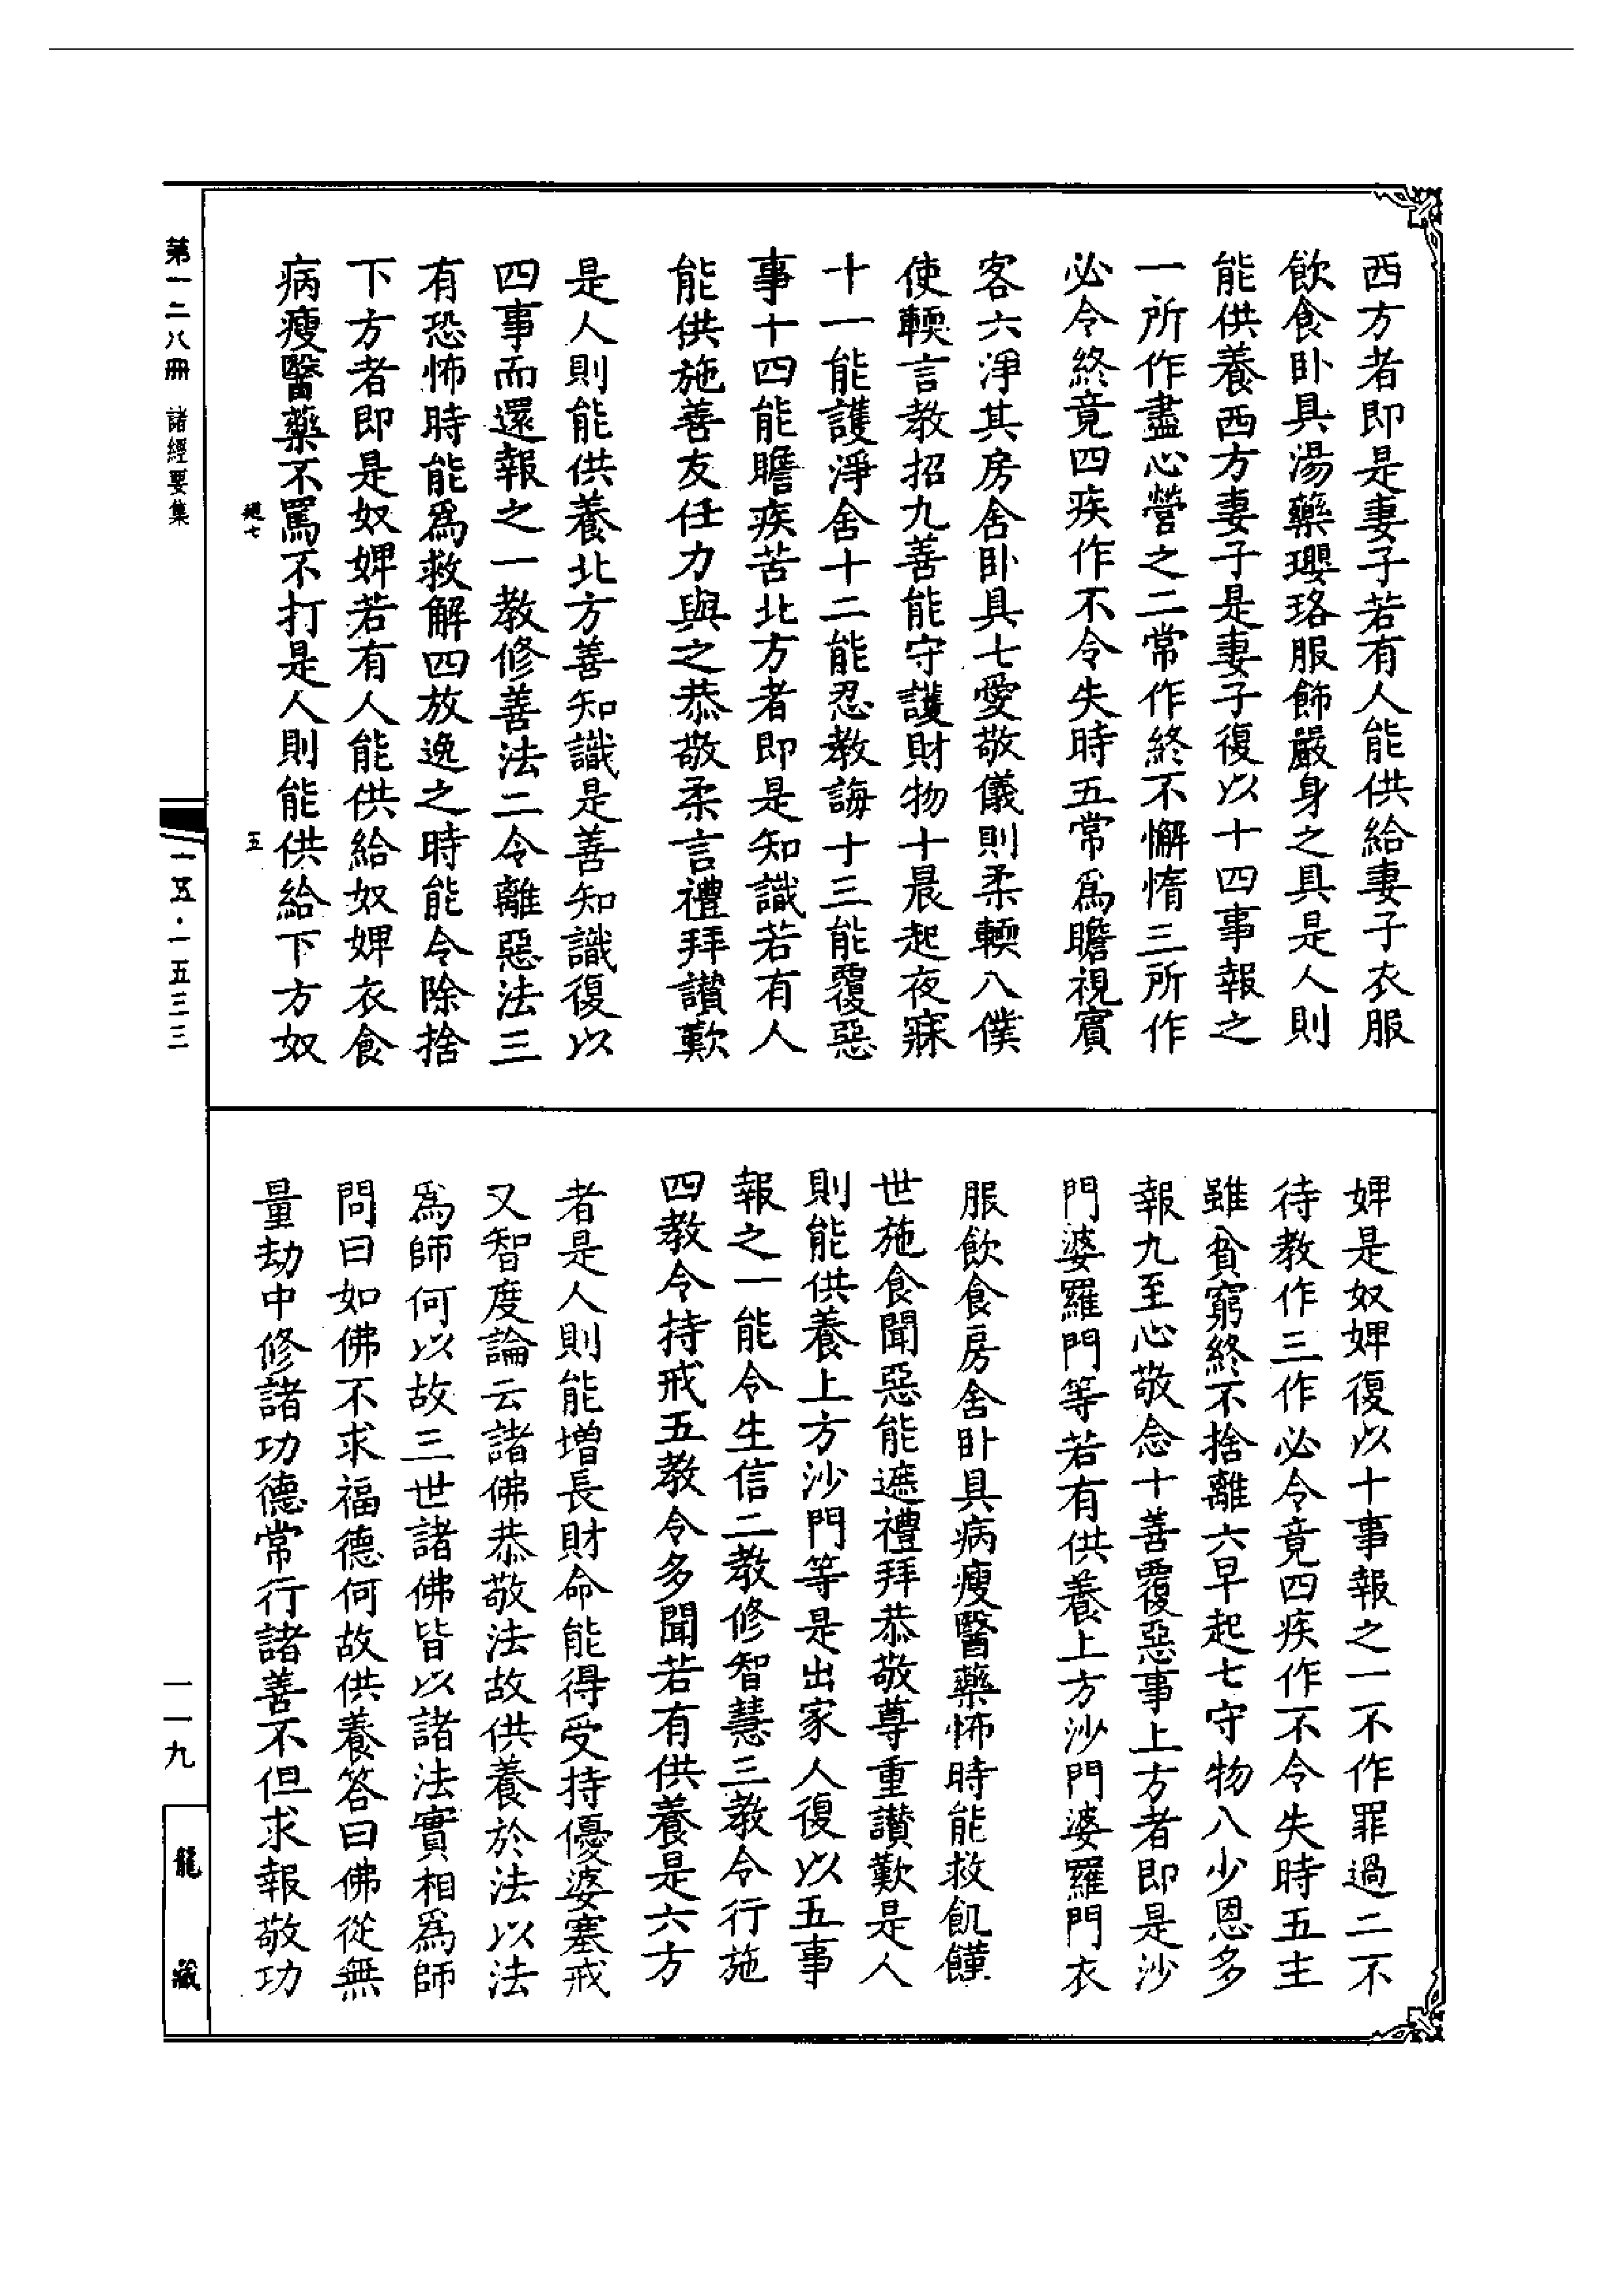 西方者即是妻子若有人能供給妻子衣服
飲食卧具湯藥瓔珞服飾嚴身之具是人則
能供養西方妻子是妻子復以十四事報之
一所作盡心營之二常作終不懈惰三所作
必令終竟四疾作不令失時五常爲瞻視賓
客六淨其房舍卧具七愛敬儀則柔輭八僕
使輭言教招九善能守護財物十晨起夜寐
十一能護淨舍十二能忍教誨十三能覆惡
事十四能瞻疾苦北方者即是知識若有人
能供施善友任力與之恭敬柔言禮拜讃歎
是人則能供養北方善知識是善知識復以
四事而還報之一教修善法二令離惡法三
有恐怖時能爲救解四放逸之時能令除捨
下方者即是奴婢若有人能供給奴婢衣食
病瘦醫藥不罵不打是人則能供給下方奴
婢是奴婢復以十事報之一不作罪過二不
待教作三作必令竟四疾作不令失時五主
雖貧窮終不捨離六早起七守物八少恩多
報九至心敬念十善覆惡事上方者即是沙
門婆羅門等若有供養上方沙門婆羅門衣
服飲食房舍卧具病瘦醫藥怖時能救飢饉
世施食聞惡能遮禮拜恭敬尊重讃歎是人
則能供養上方沙門等是出家人復以五事
報之一能令生信二教修智慧三教令行施
四教令持戒五教令多聞若有供養是六方
者是人則能增長財命能得受持優婆塞戒
又智度論云諸佛恭敬法故供養於法以法
爲師何以故三世諸佛皆以諸法實相爲師
問曰如佛不求福德何故供養答曰佛從無
量劫中修諸功德常行諸善不但求報敬功
第一二八冊 諸經要集
一五·一五三三
一一九
龍藏
五